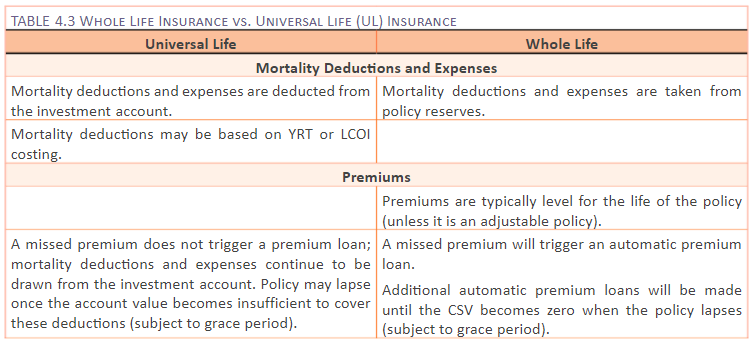 TABLE 4.3 WHOLE LIFE INSURANCE VS. UNIVERSAL LIFE (UL) INSURANCE
Universal Life
Whole Life
Mortality Deductions and Expenses
Mortality deductions and expenses are deducted from
the investment account.
Mortality deductions and expenses are taken from
policy reserves.
Mortality deductions may be based on YRT or LCOI
costing.
Premiums
Premiums are typically level for the life of the policy
(unless it is an adjustable policy).
A missed premium does not trigger a premium loan;
mortality deductions and expenses continue to be
drawn from the investment account. Policy may lapse
once the account value becomes insufficient to cover
these deductions (subject to grace period).
A missed premium will trigger an automatic premium
loan.
Additional automatic premium loans will be made
until the CSV becomes zero when the policy lapses
(subject to grace period).